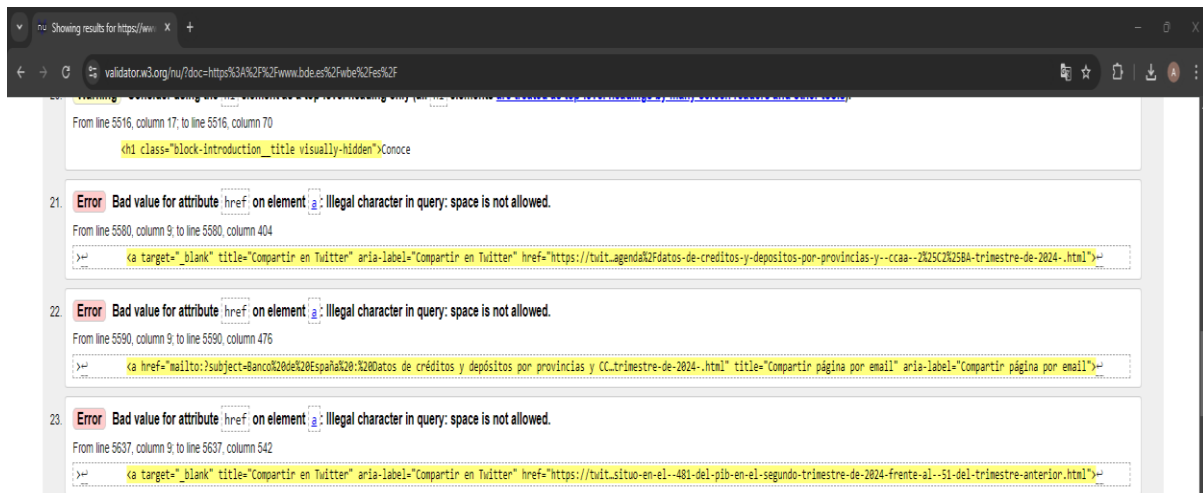 nu Showing results for https://www
validator.w3.org/nu/?doc=https%3A%2F%2Fwww.bde.es%2Fwbe%2Fes%2F
A
From line 5516, column 17; to line 5516, column 70
<h1 class="block-introduction__title visually-hidden">Conoce
21. Error Bad value for attribute href on element a: Illegal character in query: space is not allowed.
From line 5580, column 9; to line 5580, column 404
>↩ <a target="_blank" title="Compartir en Twitter" aria-label="Compartir en Twitter" href="https://twit…agenda%2Fdatos-de-creditos-y-depositos-por-provincias-y--ccaa--2%25C2%25BA-trimestre-de-2024-.html">↩
22. Error Bad value for attribute href on element a: Illegal character in query: space is not allowed.
From line 5590, column 9; to line 5590, column 476
>↩ <a href="mailto:?subject=Banco%20de%20España%20:%20Datos de créditos y depósitos por provincias y CC…trimestre-de-2024-.html" title="Compartir página por email" aria-label="Compartir página por email">↩
23. Error Bad value for attribute href on element a: Illegal character in query: space is not allowed.
From line 5637, column 9; to line 5637, column 542
>↩ <a target="_blank" title="Compartir en Twitter" aria-label="Compartir en Twitter" href="https://twit…situo-en-el--481-del-pib-en-el-segundo-trimestre-de-2024-frente-al--51-del-trimestre-anterior.html">↩